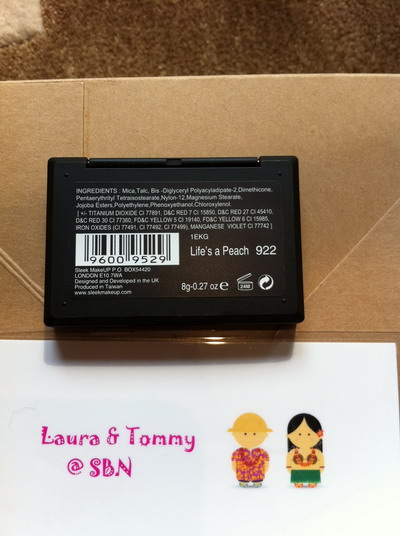 INGREDIENTS : Mica,Talc, Bis -Diglyceryl Polyacyladipate-2,Dimethicone,
Pentaerythrityl Tetraisostearate,Nylon-12,Magnesium Stearate,
Jojoba Esters,Polyethylene,Phenoxyethanol,Chloroxylenol.
[ +/- TITANIUM DIOXIDE CI 77891, D&C RED 7 CI 15850, D&C RED 27 CI 45410,
D&C RED 30 CI 77360, FD&C YELLOW 5 CI 19140, FD&C YELLOW 6 CI 15985,
IRON OXIDES (CI 77491, CI 77492, CI 77499), MANGANESE VIOLET CI 77742 ]
1EKG
Life's a Peach 922
9600 9529
Sleek MakeUP P.O. BOX54420
LONDON E10 7WA
Designed and Developed in the UK
Produced in Taiwan
www.sleekmakeup.com
8g-0.27 oz e 24M
Laura & Tommy
@ SBN